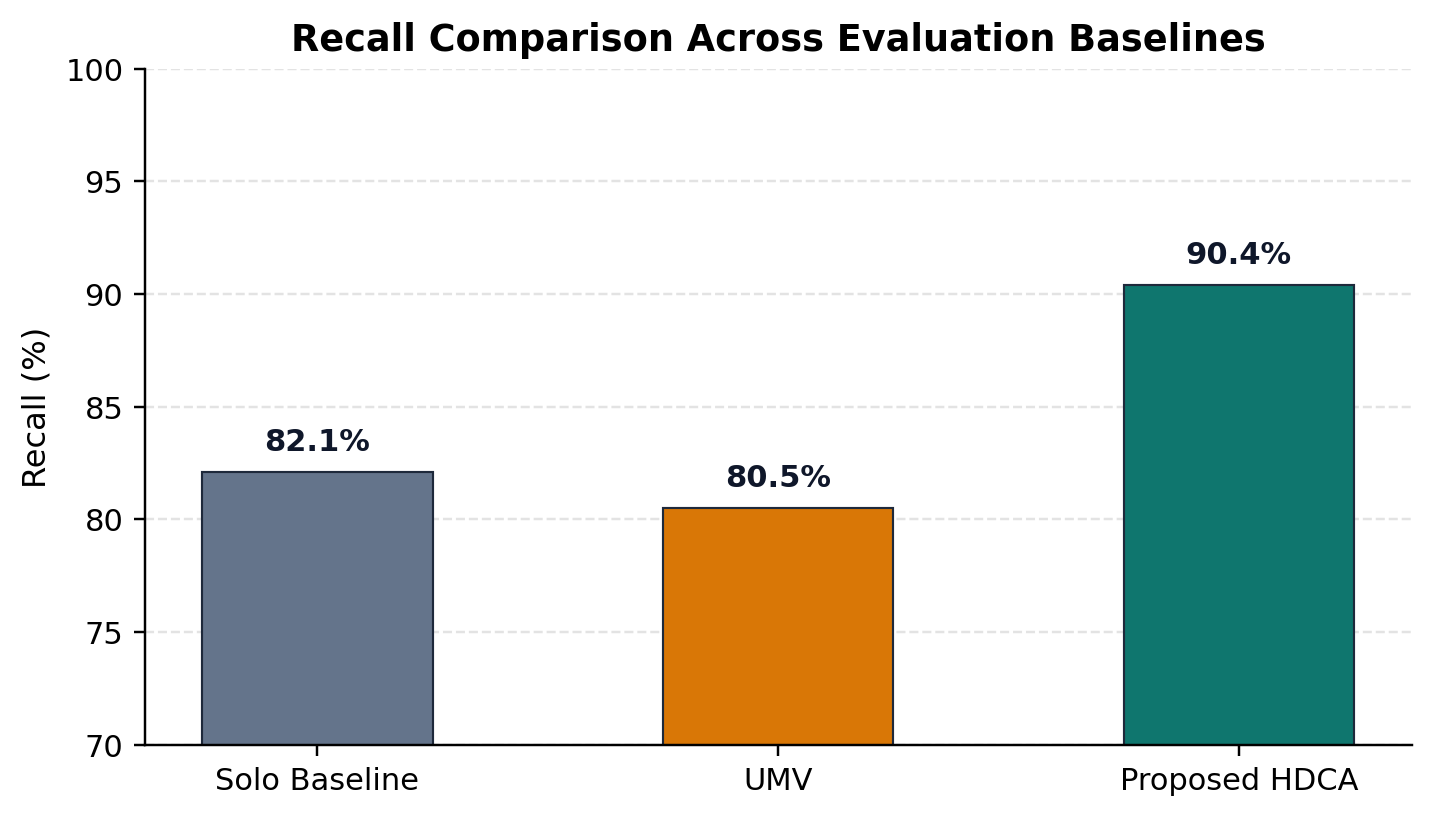 Recall Comparison Across Evaluation Baselines
Recall (%)
100
95
90
85
80
75
70
82.1%
80.5%
90.4%
Solo Baseline
UMV
Proposed HDCA